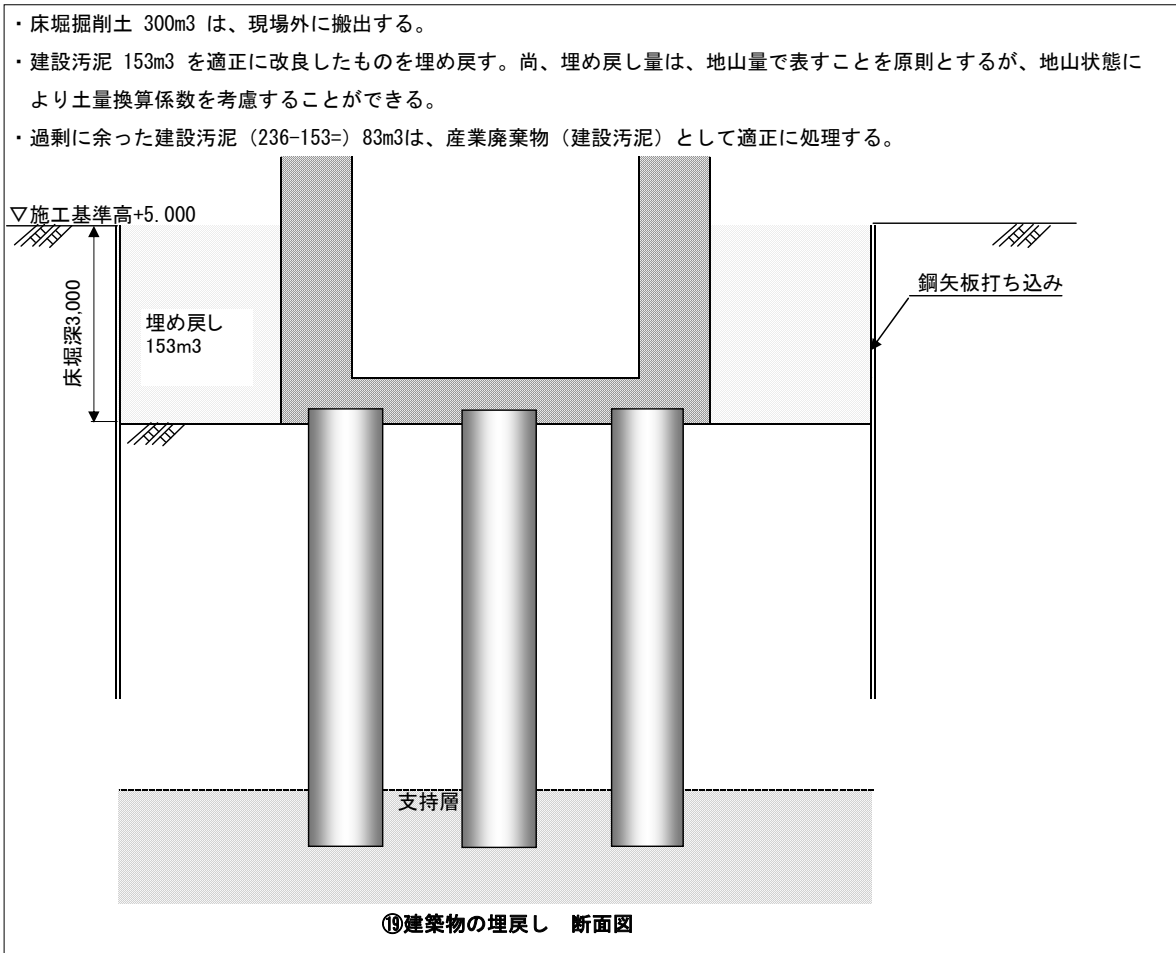 ・床堀掘削土 300m3 は、現場外に搬出する。
・建設汚泥 153m3 を適正に改良したものを埋め戻す。尚、埋め戻し量は、地山量で表すことを原則とするが、地山状態に
より土量換算係数を考慮することができる。
・過剰に余った建設汚泥（236-153=）83m3は、産業廃棄物（建設汚泥）として適正に処理する。
▽施工基準高+5.000
鋼矢板打ち込み
床堀深3,000
埋め戻し
153m3
支持層
⑲建築物の埋戻し　断面図